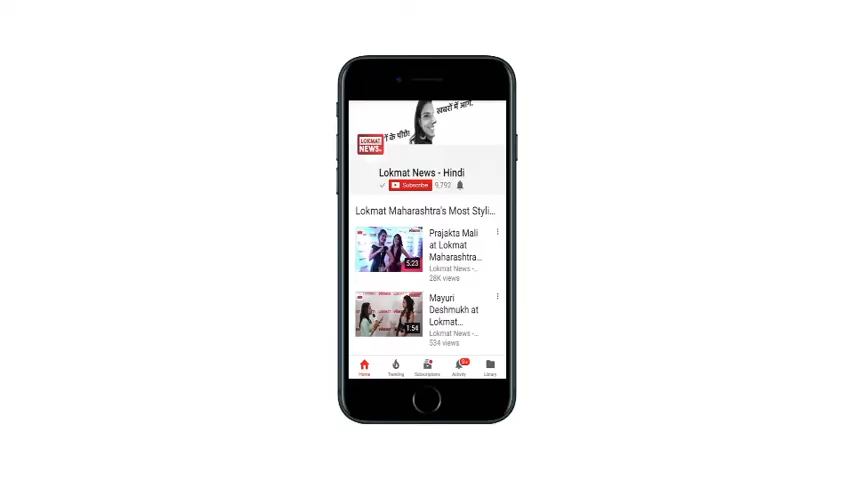 खबरों में आगे,
के पीछे!
LOKMAT
NEWS
Lokmat News - Hindi
Subscribe 9,792
Lokmat Maharashtra's Most Styli...
Prajakta Mali
at Lokmat
Maharashtra...
Lokmat News -...
28K views
5:23
Mayuri
Deshmukh at
Lokmat...
Lokmat News -...
534 views
1:54
Home Trending Subscriptions Activity Library
9+